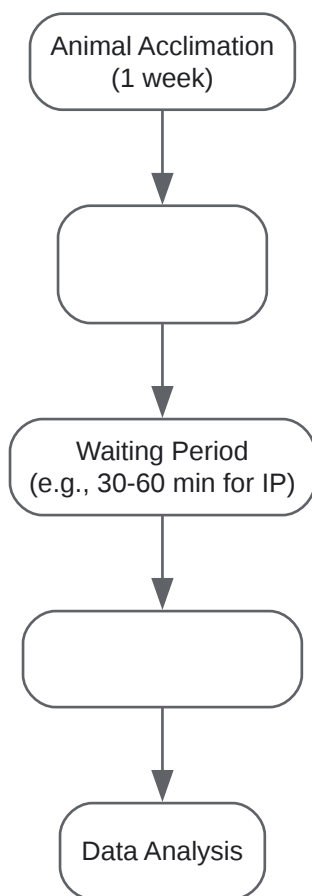 Animal Acclimation
(1 week)
Waiting Period
(e.g., 30-60 min for IP)
Data Analysis